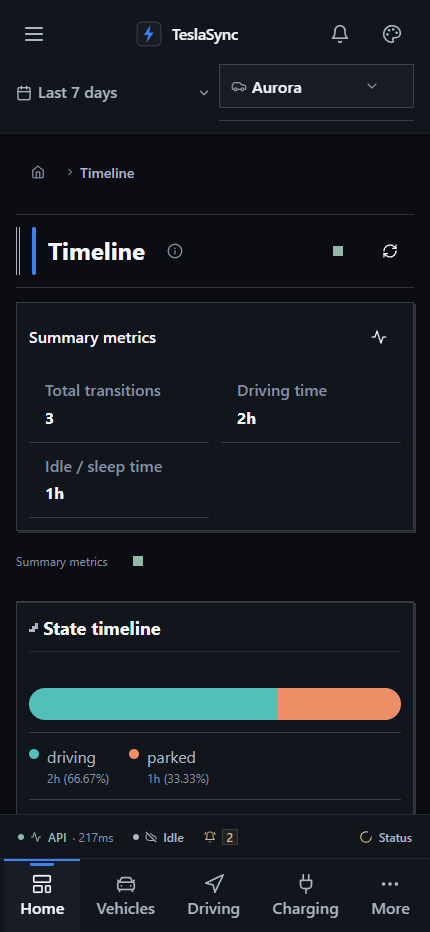 TeslaSync
Last 7 days
Aurora
Timeline
Timeline
Summary metrics
Total transitions
Driving time
3
2h
Idle / sleep time
1h
Summary metrics
State timeline
driving
parked
2h (66.67%)
1h (33.33%)
API · 217ms
Idle
2
Status
Home
Vehicles
Driving
Charging
More